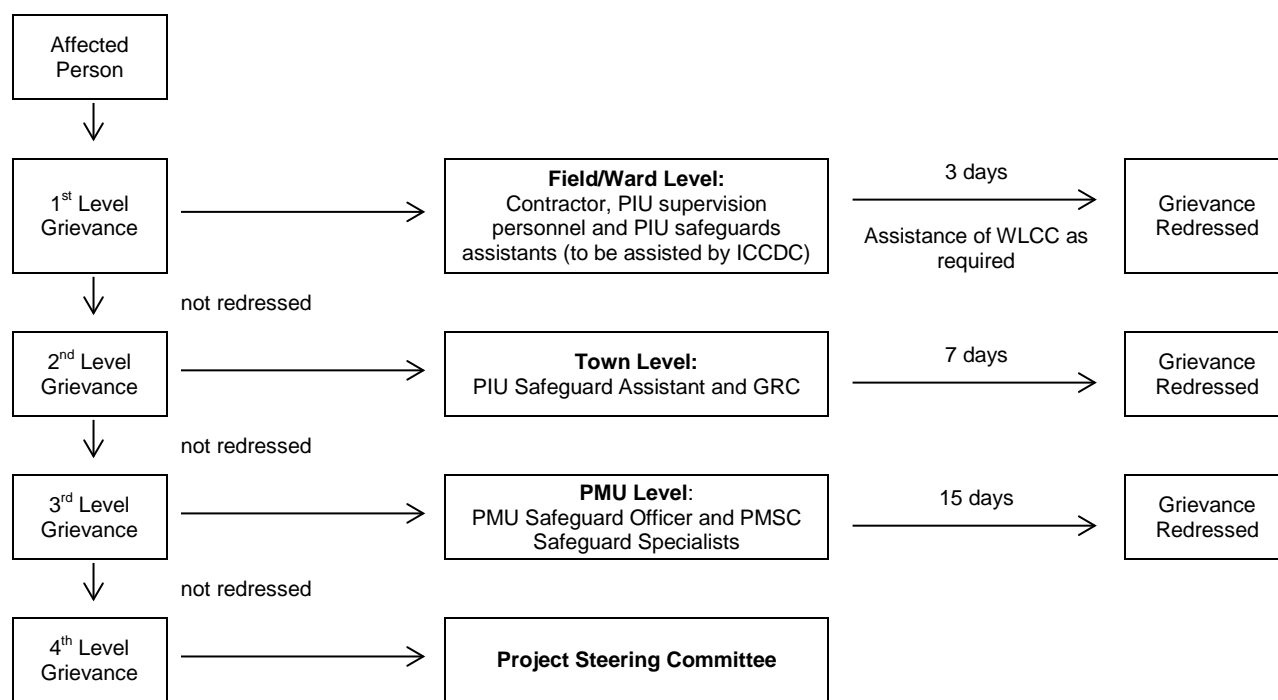 Affected
Person
1st Level
Grievance
Field/Ward Level:
Contractor, PIU supervision
personnel and PIU safeguards
assistants (to be assisted by ICCDC)
3 days
Assistance of WLCC as
required
Grievance
Redressed
not redressed
2nd Level
Grievance
Town Level:
PIU Safeguard Assistant and GRC
7 days
Grievance
Redressed
not redressed
3rd Level
Grievance
PMU Level:
PMU Safeguard Officer and PMSC
Safeguard Specialists
15 days
Grievance
Redressed
not redressed
4th Level
Grievance
Project Steering Committee